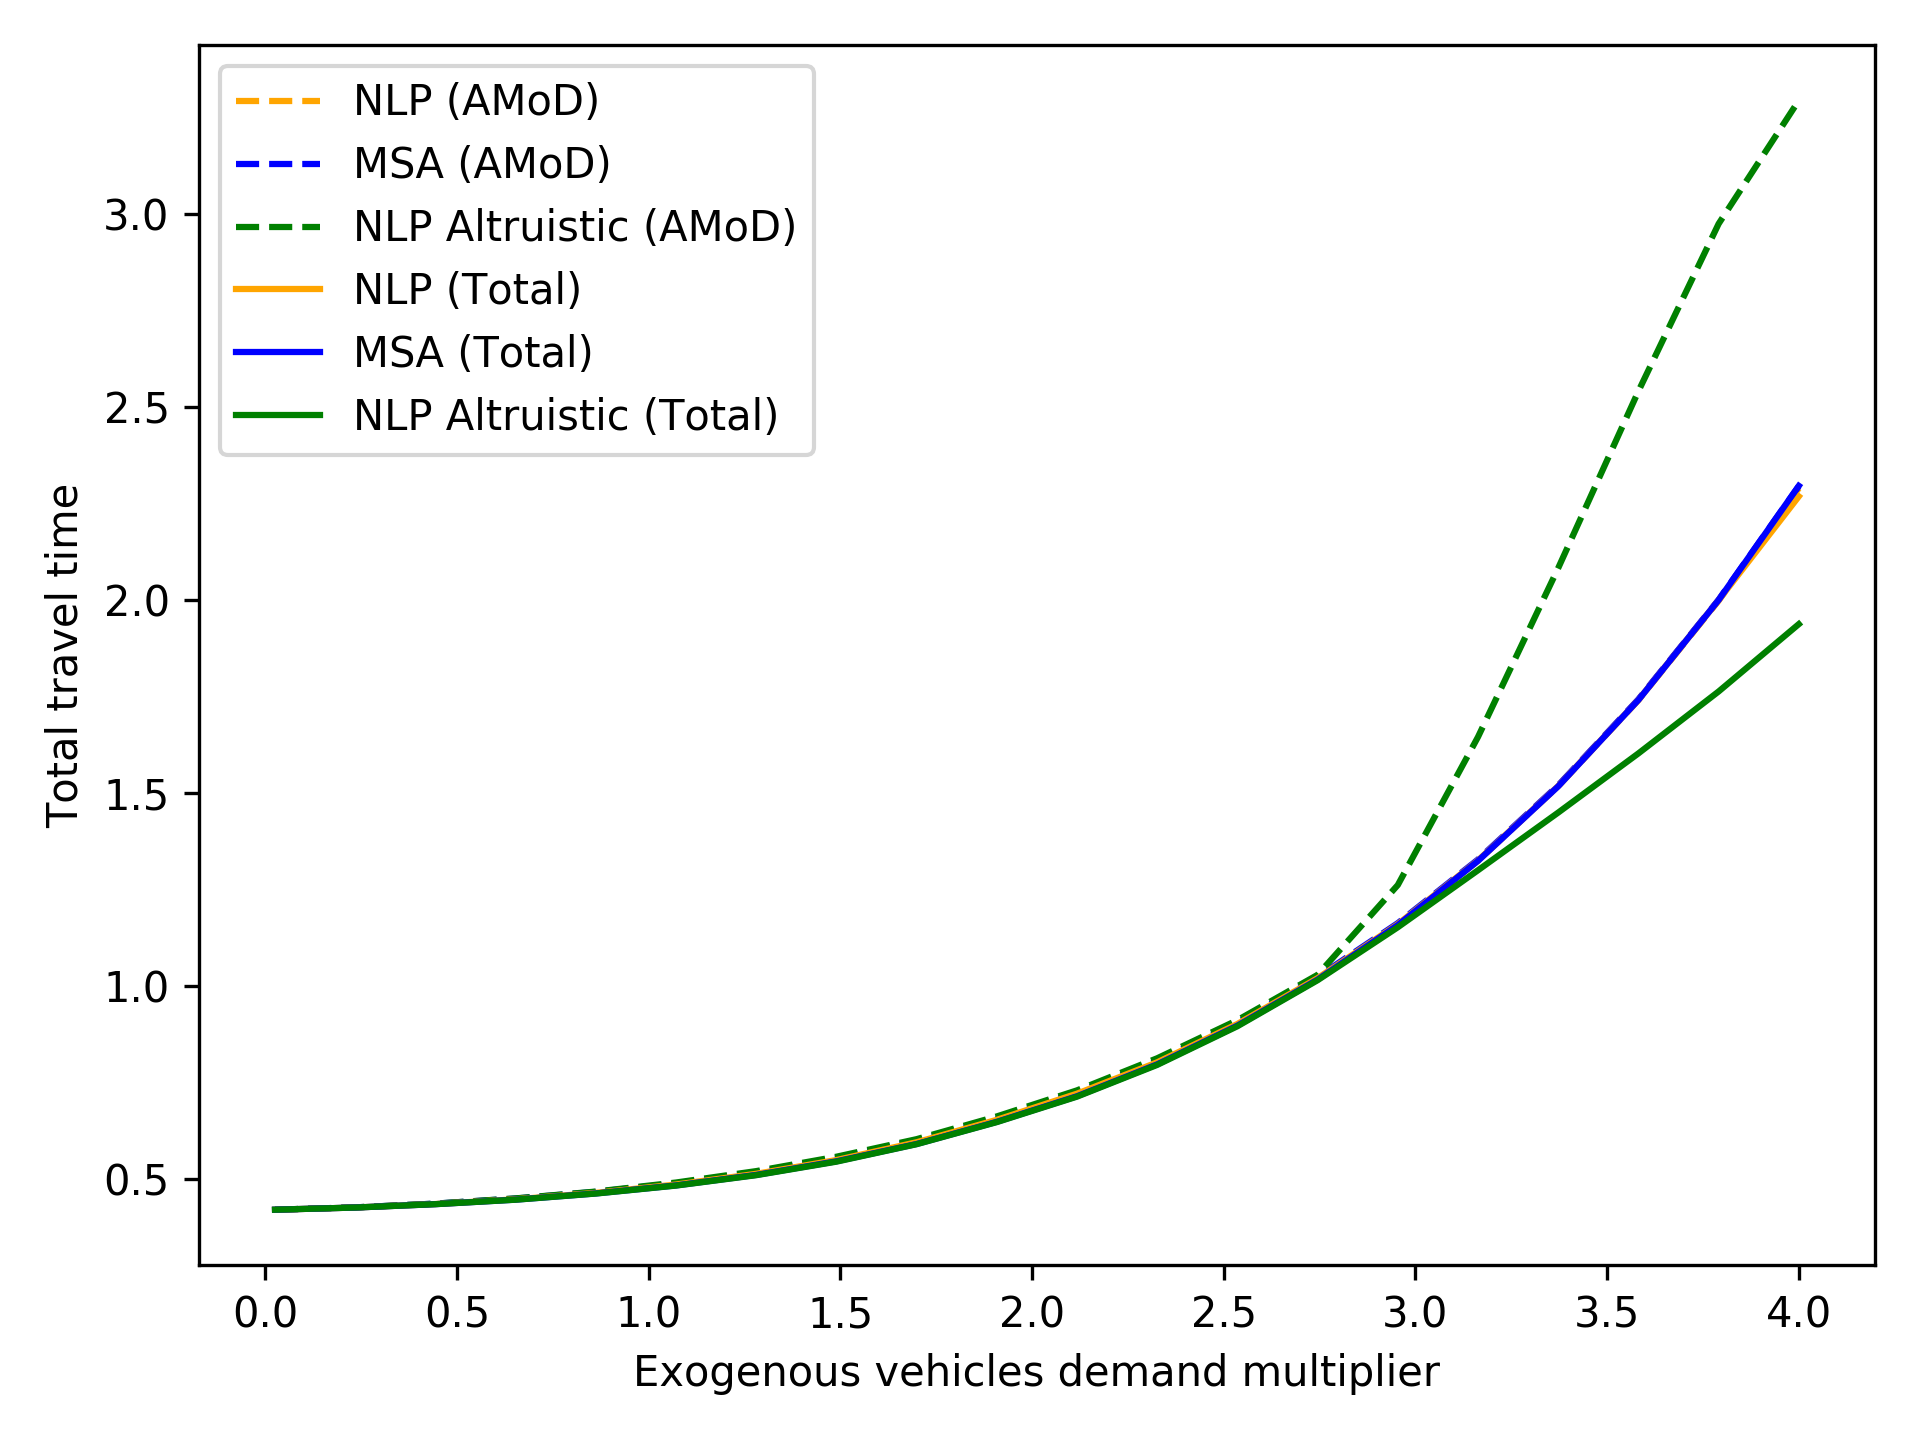 NLP (AMoD)
MSA (AMoD)
NLP Altruistic (AMoD)
NLP (Total)
MSA (Total)
NLP Altruistic (Total)
Total travel time
3.0
2.5
2.0
1.5
1.0
0.5
0.0 0.5 1.0 1.5 2.0 2.5 3.0 3.5 4.0
Exogenous vehicles demand multiplier